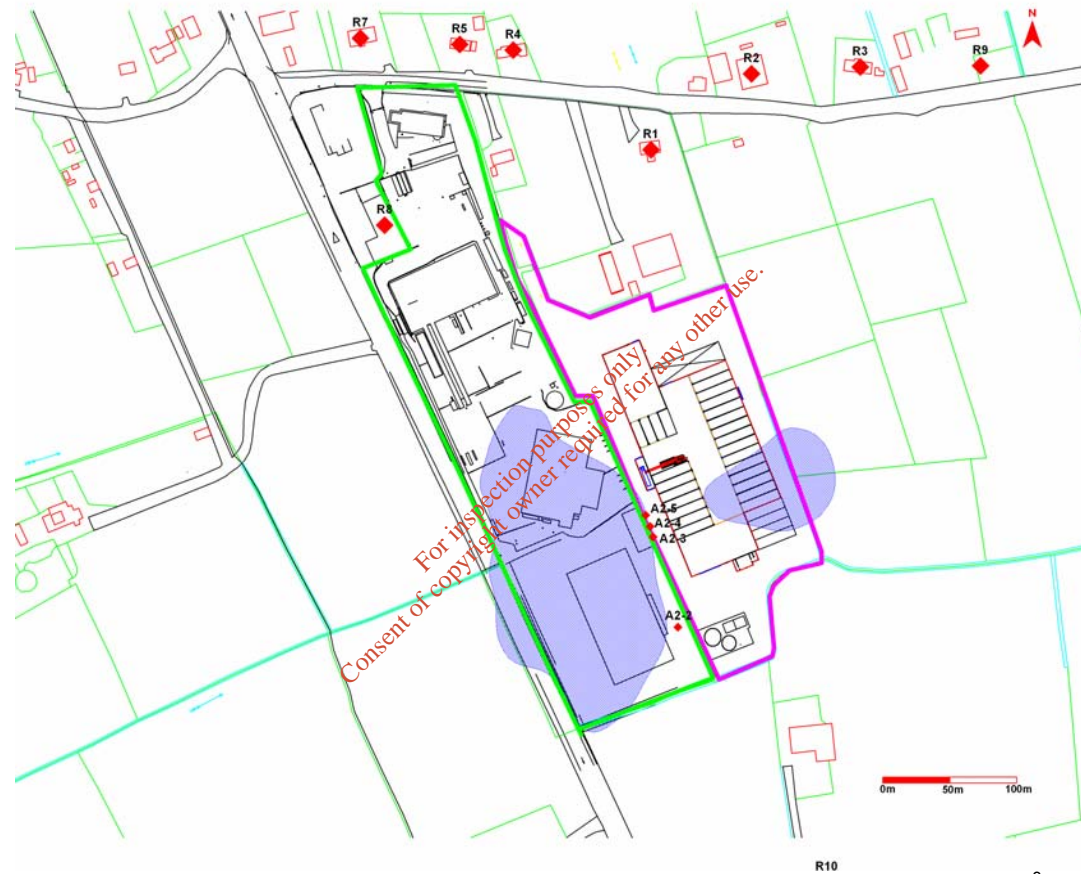 N
R7
R5
R4
R2
R3
R9
R1
R8
For inspection purposes only.
Consent of copyright owner required for any other use.
A2-5
A2-4
A2-3
A2-2
0m 50m 100m
R10